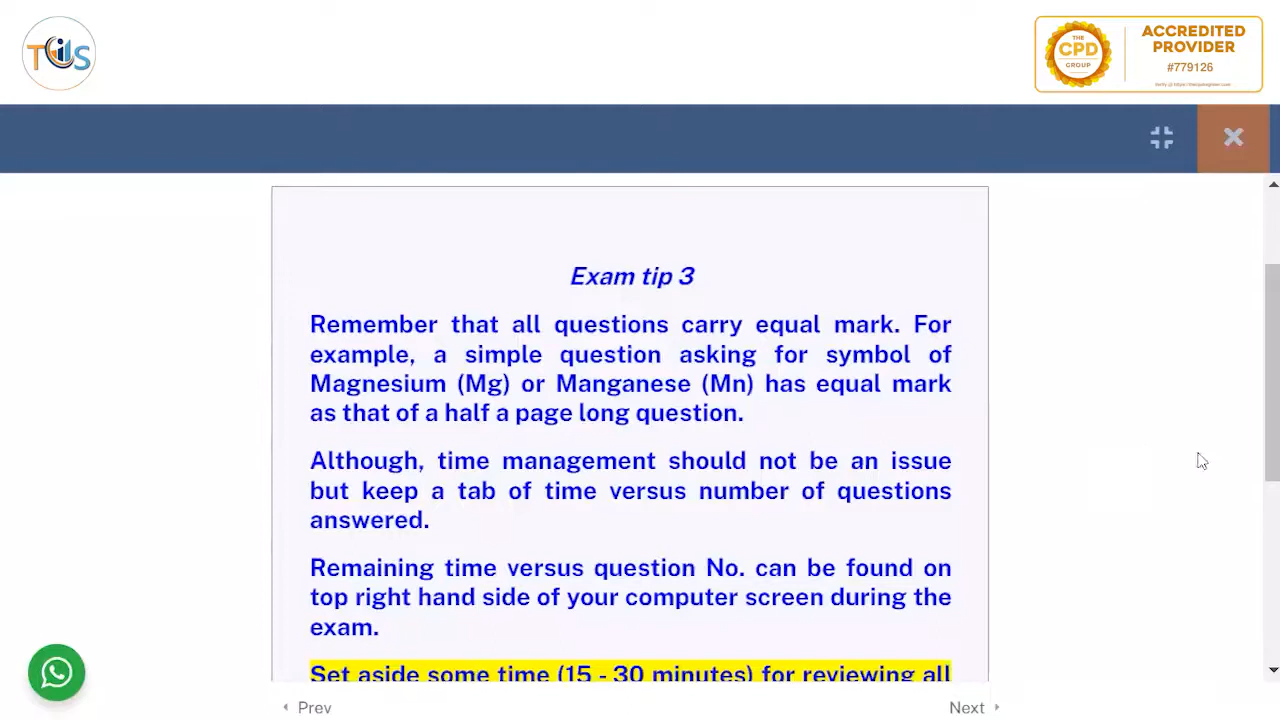 TCiLS
THE
CPD
GROUP
ACCREDITED
PROVIDER
#779126
Exam tip 3
Remember that all questions carry equal mark. For
example, a simple question asking for symbol of
Magnesium (Mg) or Manganese (Mn) has equal mark
as that of a half a page long question.
Although, time management should not be an issue
but keep a tab of time versus number of questions
answered.
Remaining time versus question No. can be found on
top right hand side of your computer screen during the
exam.
Set aside some time (15 - 30 minutes) for reviewing all
Prev
Next